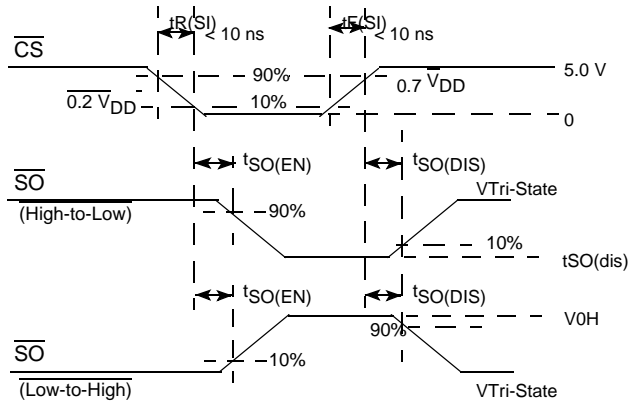 tR(SI)
< 10 ns
tF(SI)
< 10 ns
CS
90%
5.0 V
0.2 VDD
10%
0.7 VDD
0
tSO(EN)
tSO(DIS)
SO
(High-to-Low)
90%
VTri-State
10%
tSO(dis)
tSO(EN)
tSO(DIS)
V0H
90%
SO
10%
(Low-to-High)
VTri-State